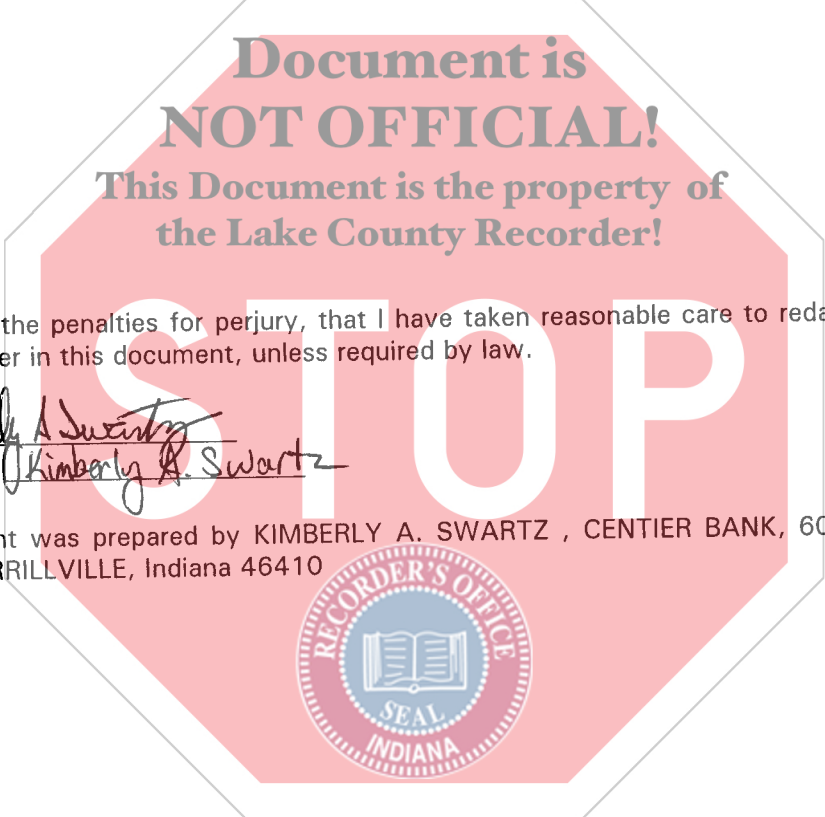 Document is
NOT OFFICIAL!
This Document is the property of
the Lake County Recorder!
STOP
the penalties for perjury, that I have taken reasonable care to reda
er in this document, unless required by law.
ly A Swartz
Kimberly A. Swartz
nt was prepared by KIMBERLY A. SWARTZ , CENTIER BANK, 60
RRILLVILLE, Indiana 46410
RECORDER'S OFFICE
SEAL
INDIANA